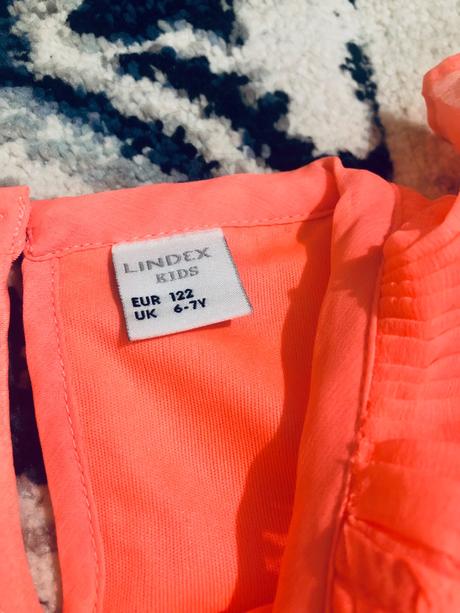 LINDEX
KIDS
EUR 122
UK 6-7Y